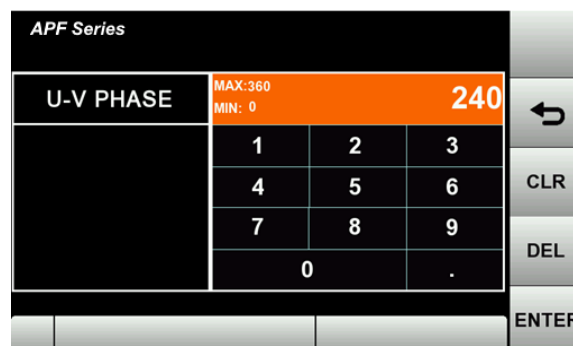 APF Series
U-V PHASE
MAX:360
MIN: 0
240
1 2 3
4 5 6
7 8 9
0 .
CLR
DEL
ENTER